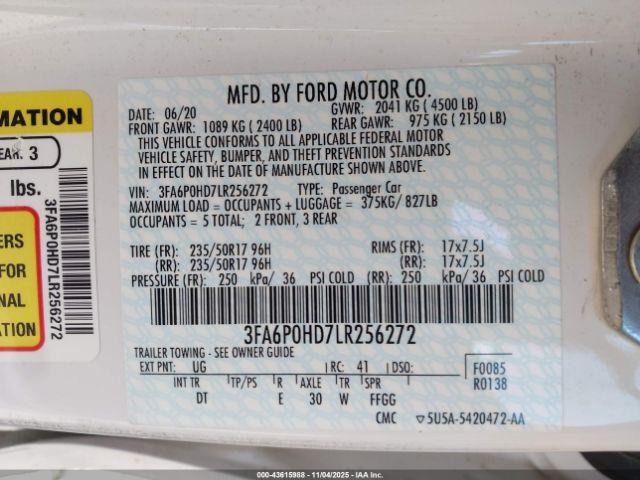 MFD. BY FORD MOTOR CO.
DATE: 06/20 GVWR: 2041 KG ( 4500 LB)
FRONT GAWR: 1089 KG ( 2400 LB) REAR GAWR: 975 KG ( 2150 LB)
THIS VEHICLE CONFORMS TO ALL APPLICABLE FEDERAL MOTOR
VEHICLE SAFETY, BUMPER, AND THEFT PREVENTION STANDARDS
IN EFFECT ON THE DATE OF MANUFACTURE SHOWN ABOVE.
VIN: 3FA6P0HD7LR256272 TYPE: Passenger Car
MAXIMUM LOAD = OCCUPANTS + LUGGAGE = 375KG/ 827LB
OCCUPANTS = 5 TOTAL; 2 FRONT, 3 REAR
TIRE (FR): 235/50R17 96H RIMS (FR): 17x7.5J
(RR): 235/50R17 96H (RR): 17x7.5J
PRESSURE (FR): 250 kPa/ 36 PSI COLD (RR): 250 kPa/ 36 PSI COLD
3FA6P0HD7LR256272
TRAILER TOWING - SEE OWNER GUIDE
EXT PNT: UG RC: 41 DSO: F0085
INT TR TP/PS R AXLE TR SPR R0138
DT E 30 W FFGG
CMC ▽5U5A-5420472-AA
MATION
EAR: 3
lbs.
ERS
FOR
NAL
ION
3FA6P0HD7LR256272
000-43615988 - 11/04/2025 - IAAI.COM